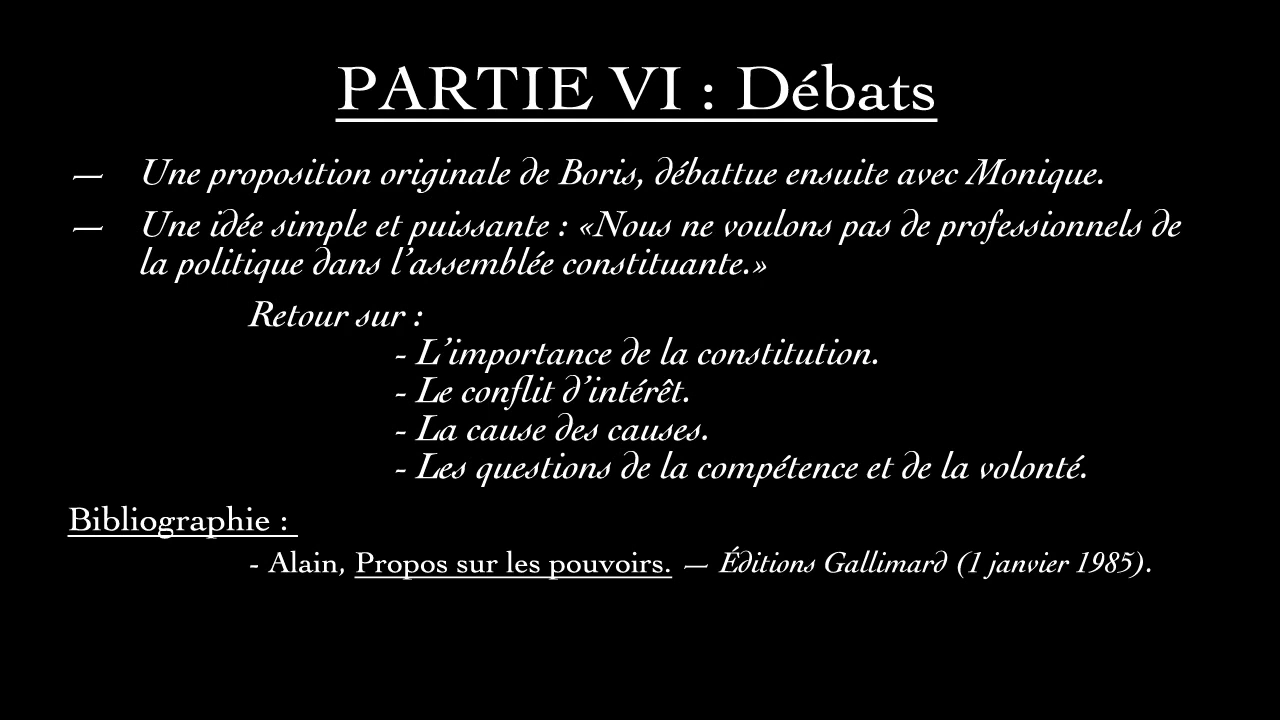 PARTIE VI : Débats
— Une proposition originale de Boris, débattue ensuite avec Monique.
— Une idée simple et puissante : «Nous ne voulons pas de professionnels de
la politique dans l’assemblée constituante.»
Retour sur :
- L’importance de la constitution.
- Le conflit d’intérêt.
- La cause des causes.
- Les questions de la compétence et de la volonté.
Bibliographie :
- Alain, Propos sur les pouvoirs. — Éditions Gallimard (1 janvier 1985).